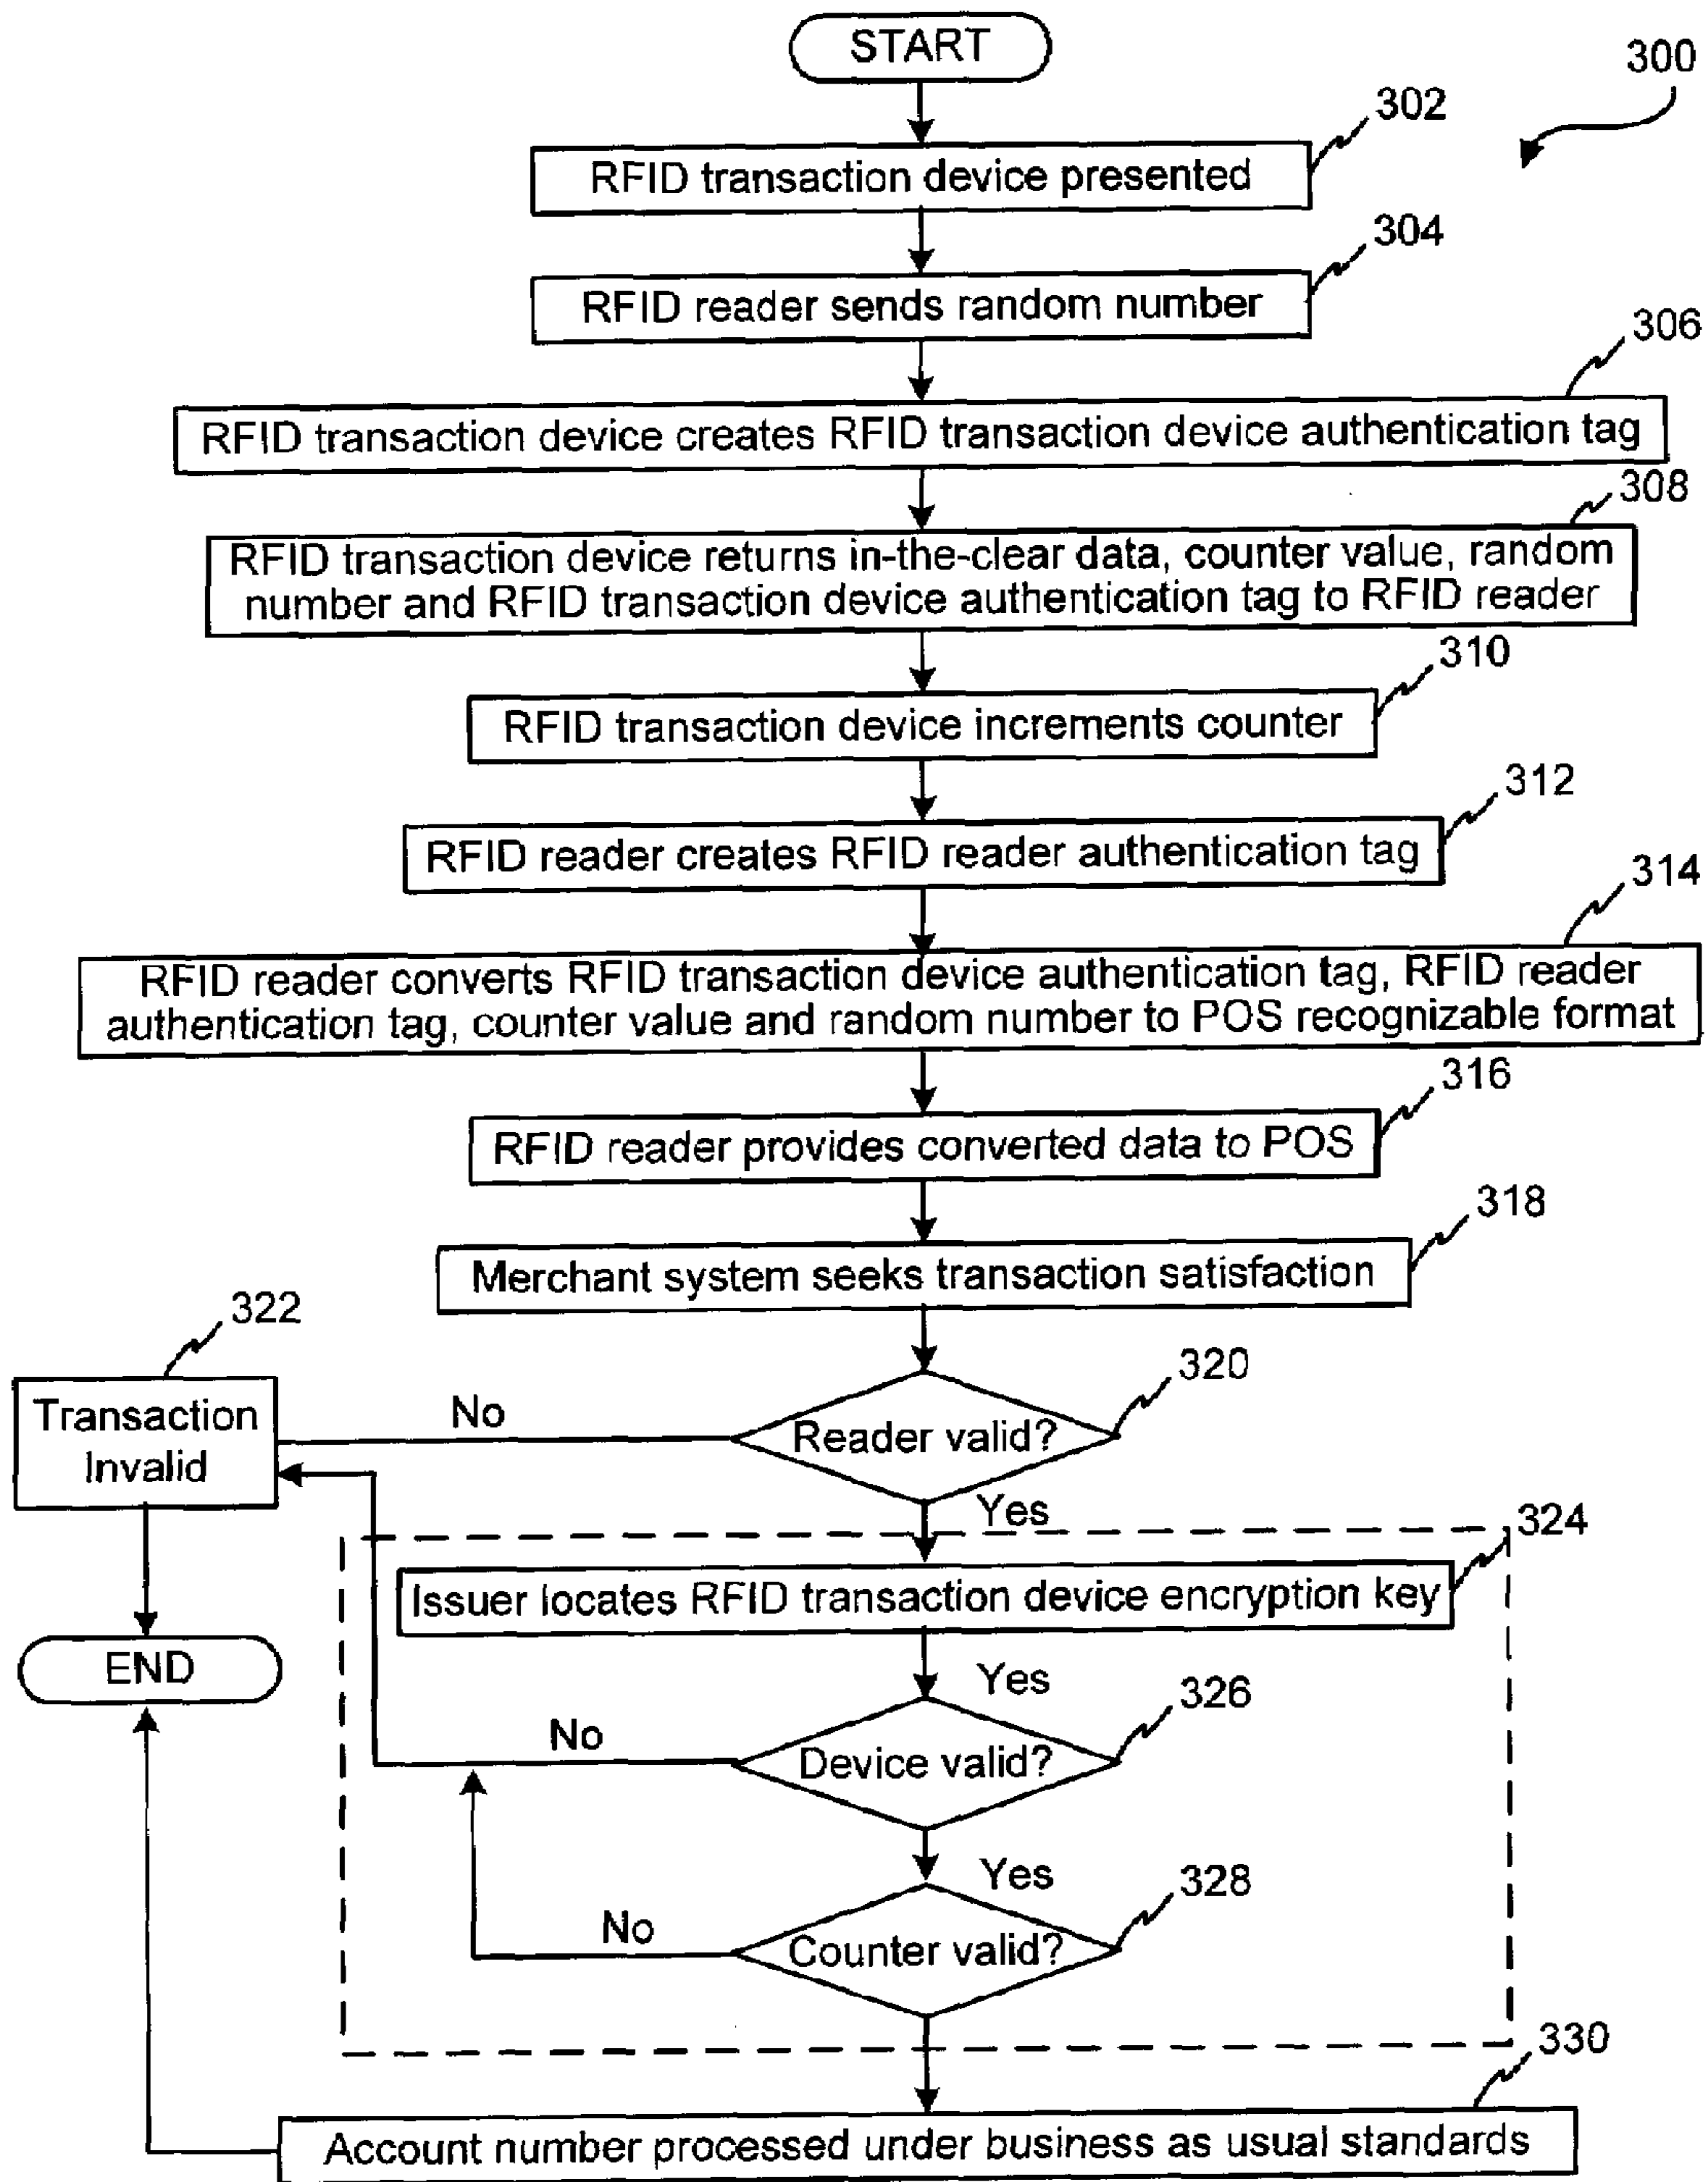 START
300
302
RFID transaction device presented
304
RFID reader sends random number
306
RFID transaction device creates RFID transaction device authentication tag
308
RFID transaction device returns in-the-clear data, counter value, random
number and RFID transaction device authentication tag to RFID reader
310
RFID transaction device increments counter
312
RFID reader creates RFID reader authentication tag
314
RFID reader converts RFID transaction device authentication tag, RFID reader
authentication tag, counter value and random number to POS recognizable format
316
RFID reader provides converted data to POS
318
Merchant system seeks transaction satisfaction
322
320
Transaction
Invalid
No
Reader valid?
Yes
324
Issuer locates RFID transaction device encryption key
END
Yes
326
No
Device valid?
Yes
328
No
Counter valid?
330
Account number processed under business as usual standards